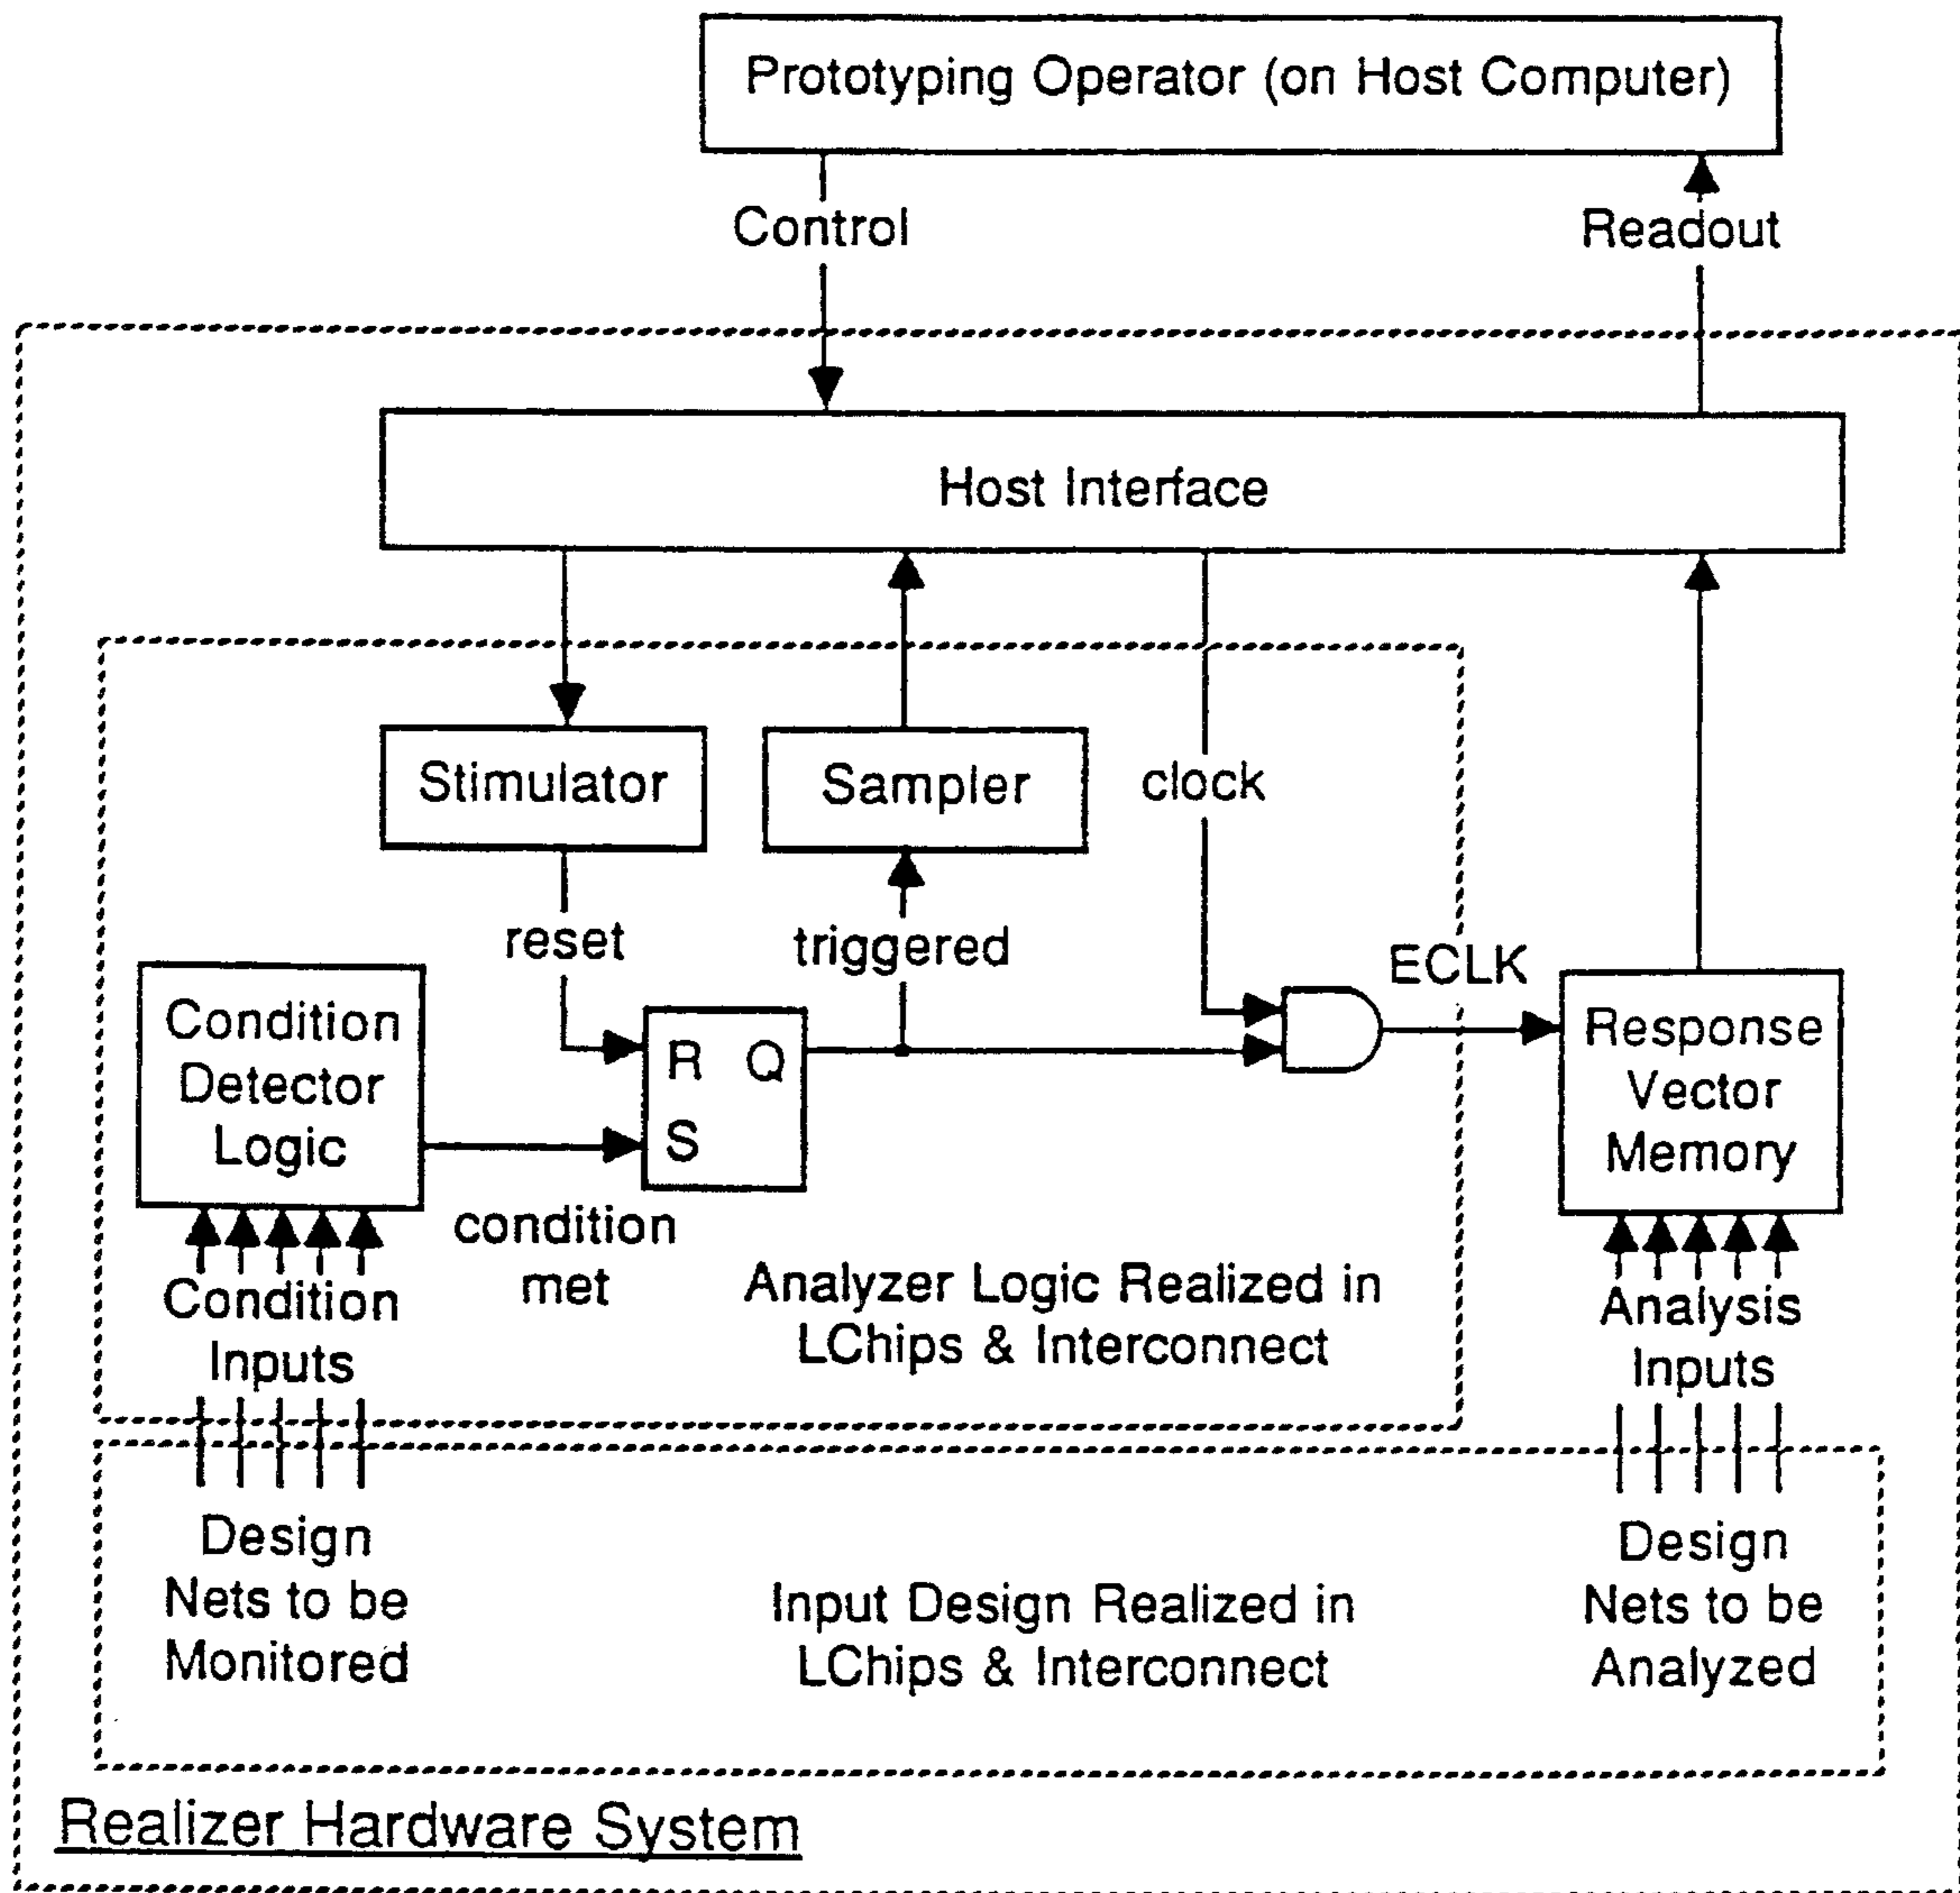 Prototyping Operator (on Host Computer)
Control
Readout
Host Interface
Stimulator
Sampler
clock
reset
triggered
ECLK
Condition
Detector
Logic
R Q
S
Response
Vector
Memory
condition
met
Condition
Inputs
Analyzer Logic Realized in
LChips & Interconnect
Analysis
Inputs
Design
Nets to be
Monitored
Input Design Realized in
LChips & Interconnect
Design
Nets to be
Analyzed
Realizer Hardware System